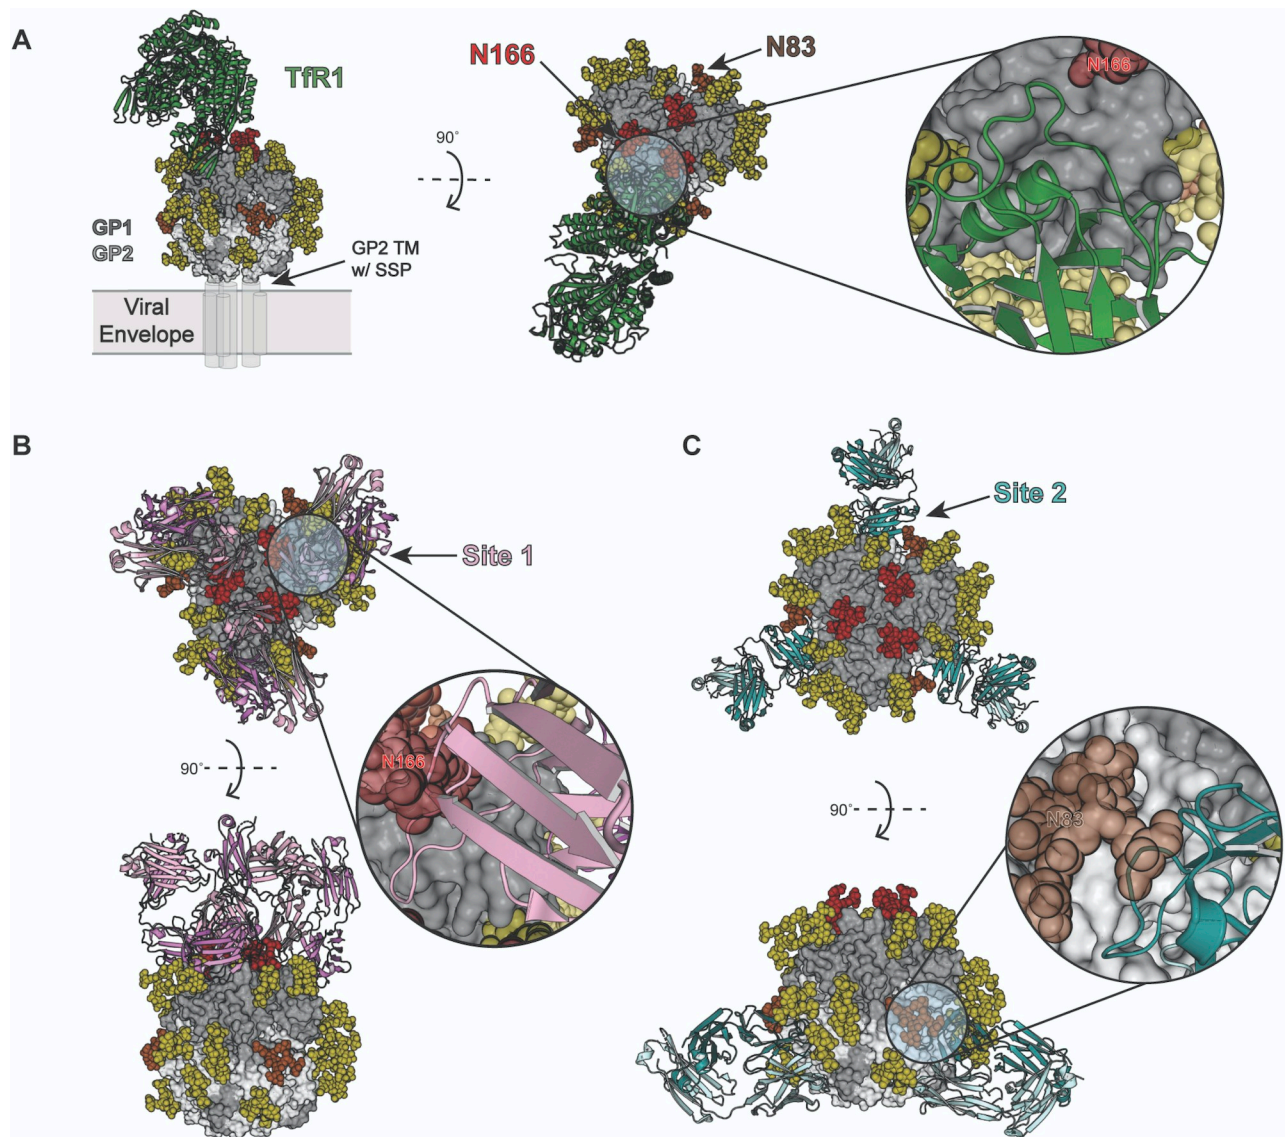 A
TfR1
N166
N83
N166
90°
GP1
GP2
GP2 TM
w/ SSP
Viral
Envelope
B
C
Site 2
Site 1
N166
90°
90°
N83